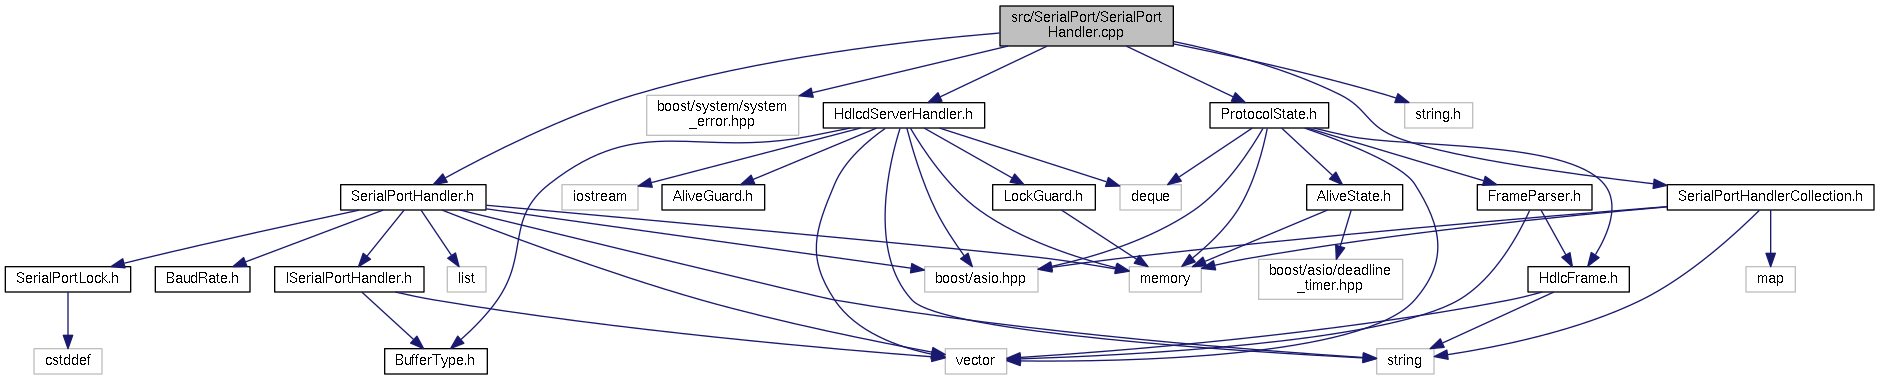 src/SerialPort/SerialPort
Handler.cpp
boost/system/system
_error.hpp
HdlcdServerHandler.h
ProtocolState.h
string.h
SerialPortHandler.h
iostream
AliveGuard.h
LockGuard.h
deque
AliveState.h
FrameParser.h
SerialPortHandlerCollection.h
SerialPortLock.h
BaudRate.h
ISerialPortHandler.h
list
boost/asio.hpp
memory
boost/asio/deadline
_timer.hpp
HdlcFrame.h
map
cstddef
BufferType.h
vector
string